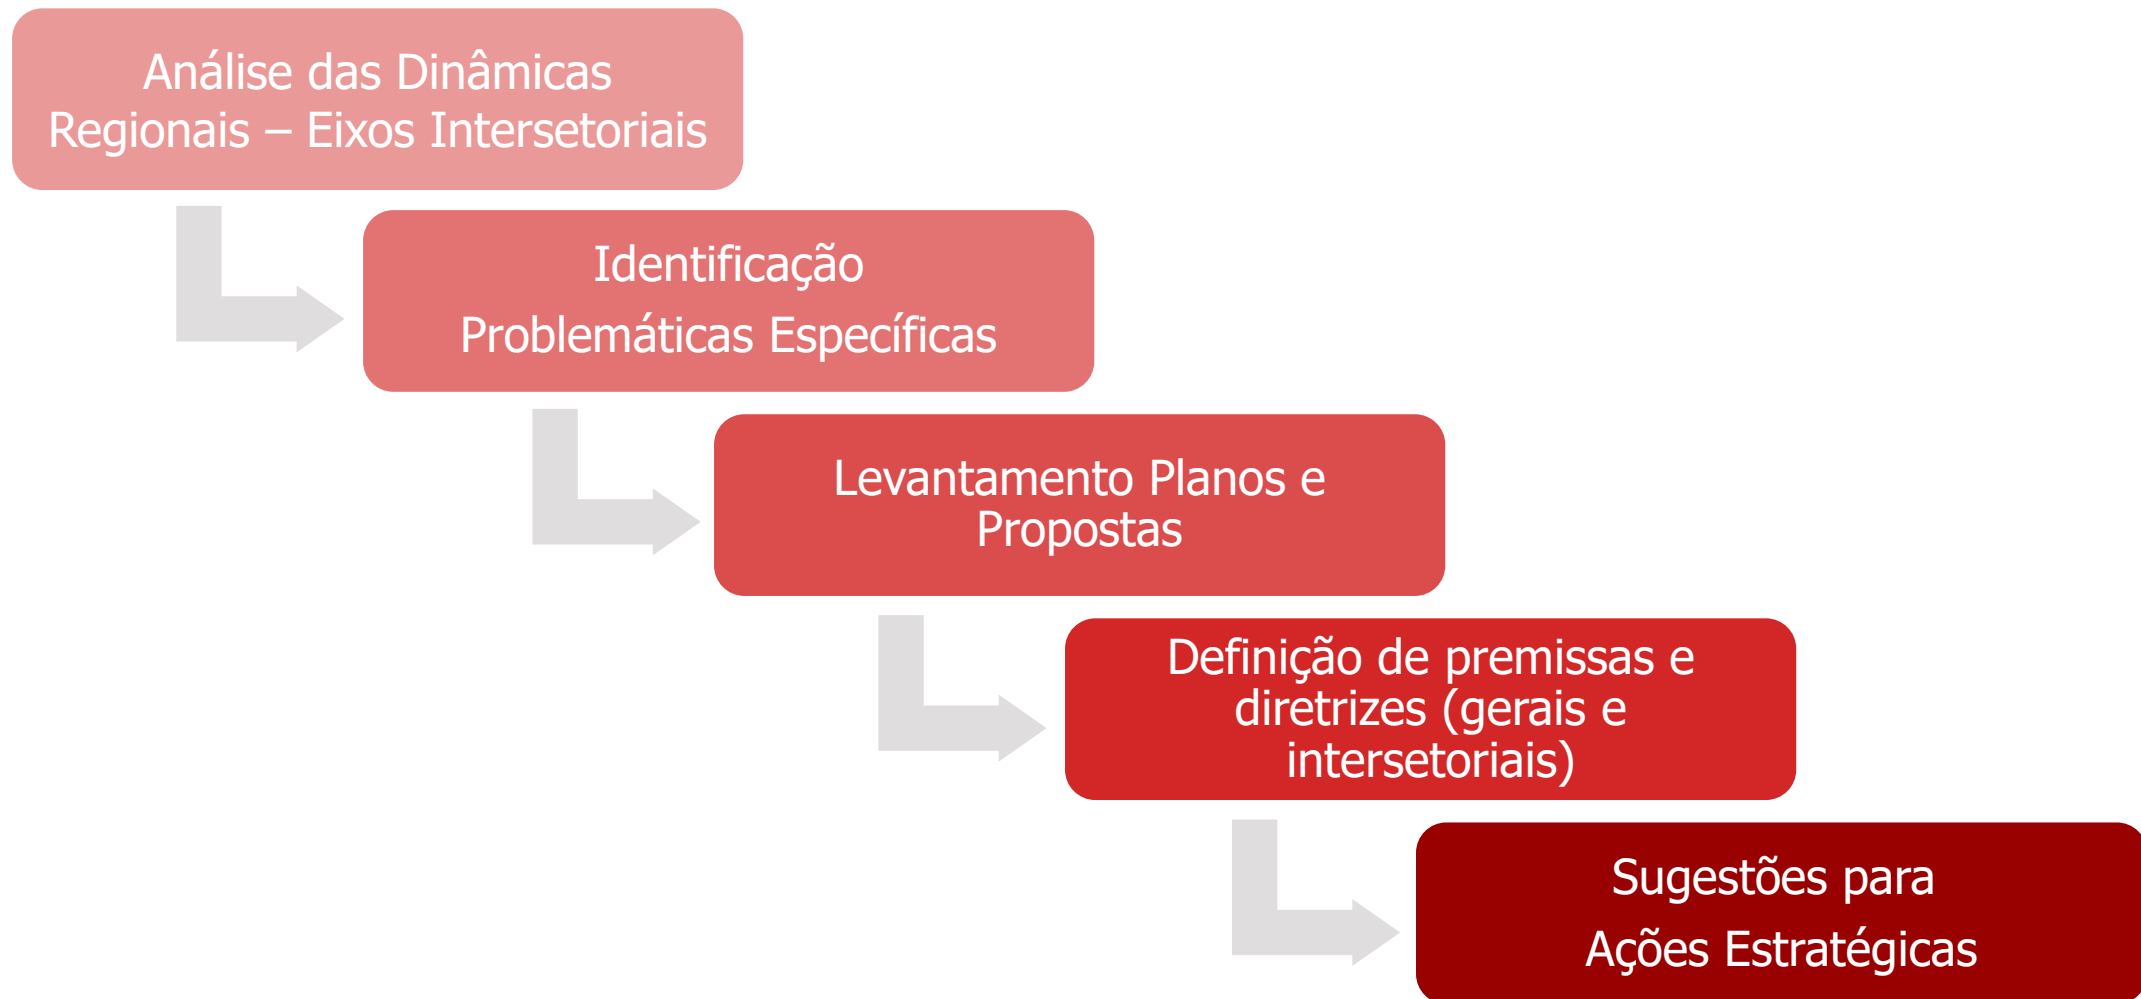 Análise das Dinâmicas
Regionais – Eixos Intersetoriais
Identificação
Problemáticas Específicas
Levantamento Planos e
Propostas
Definição de premissas e
diretrizes (gerais e
intersetoriais)
Sugestões para
Ações Estratégicas